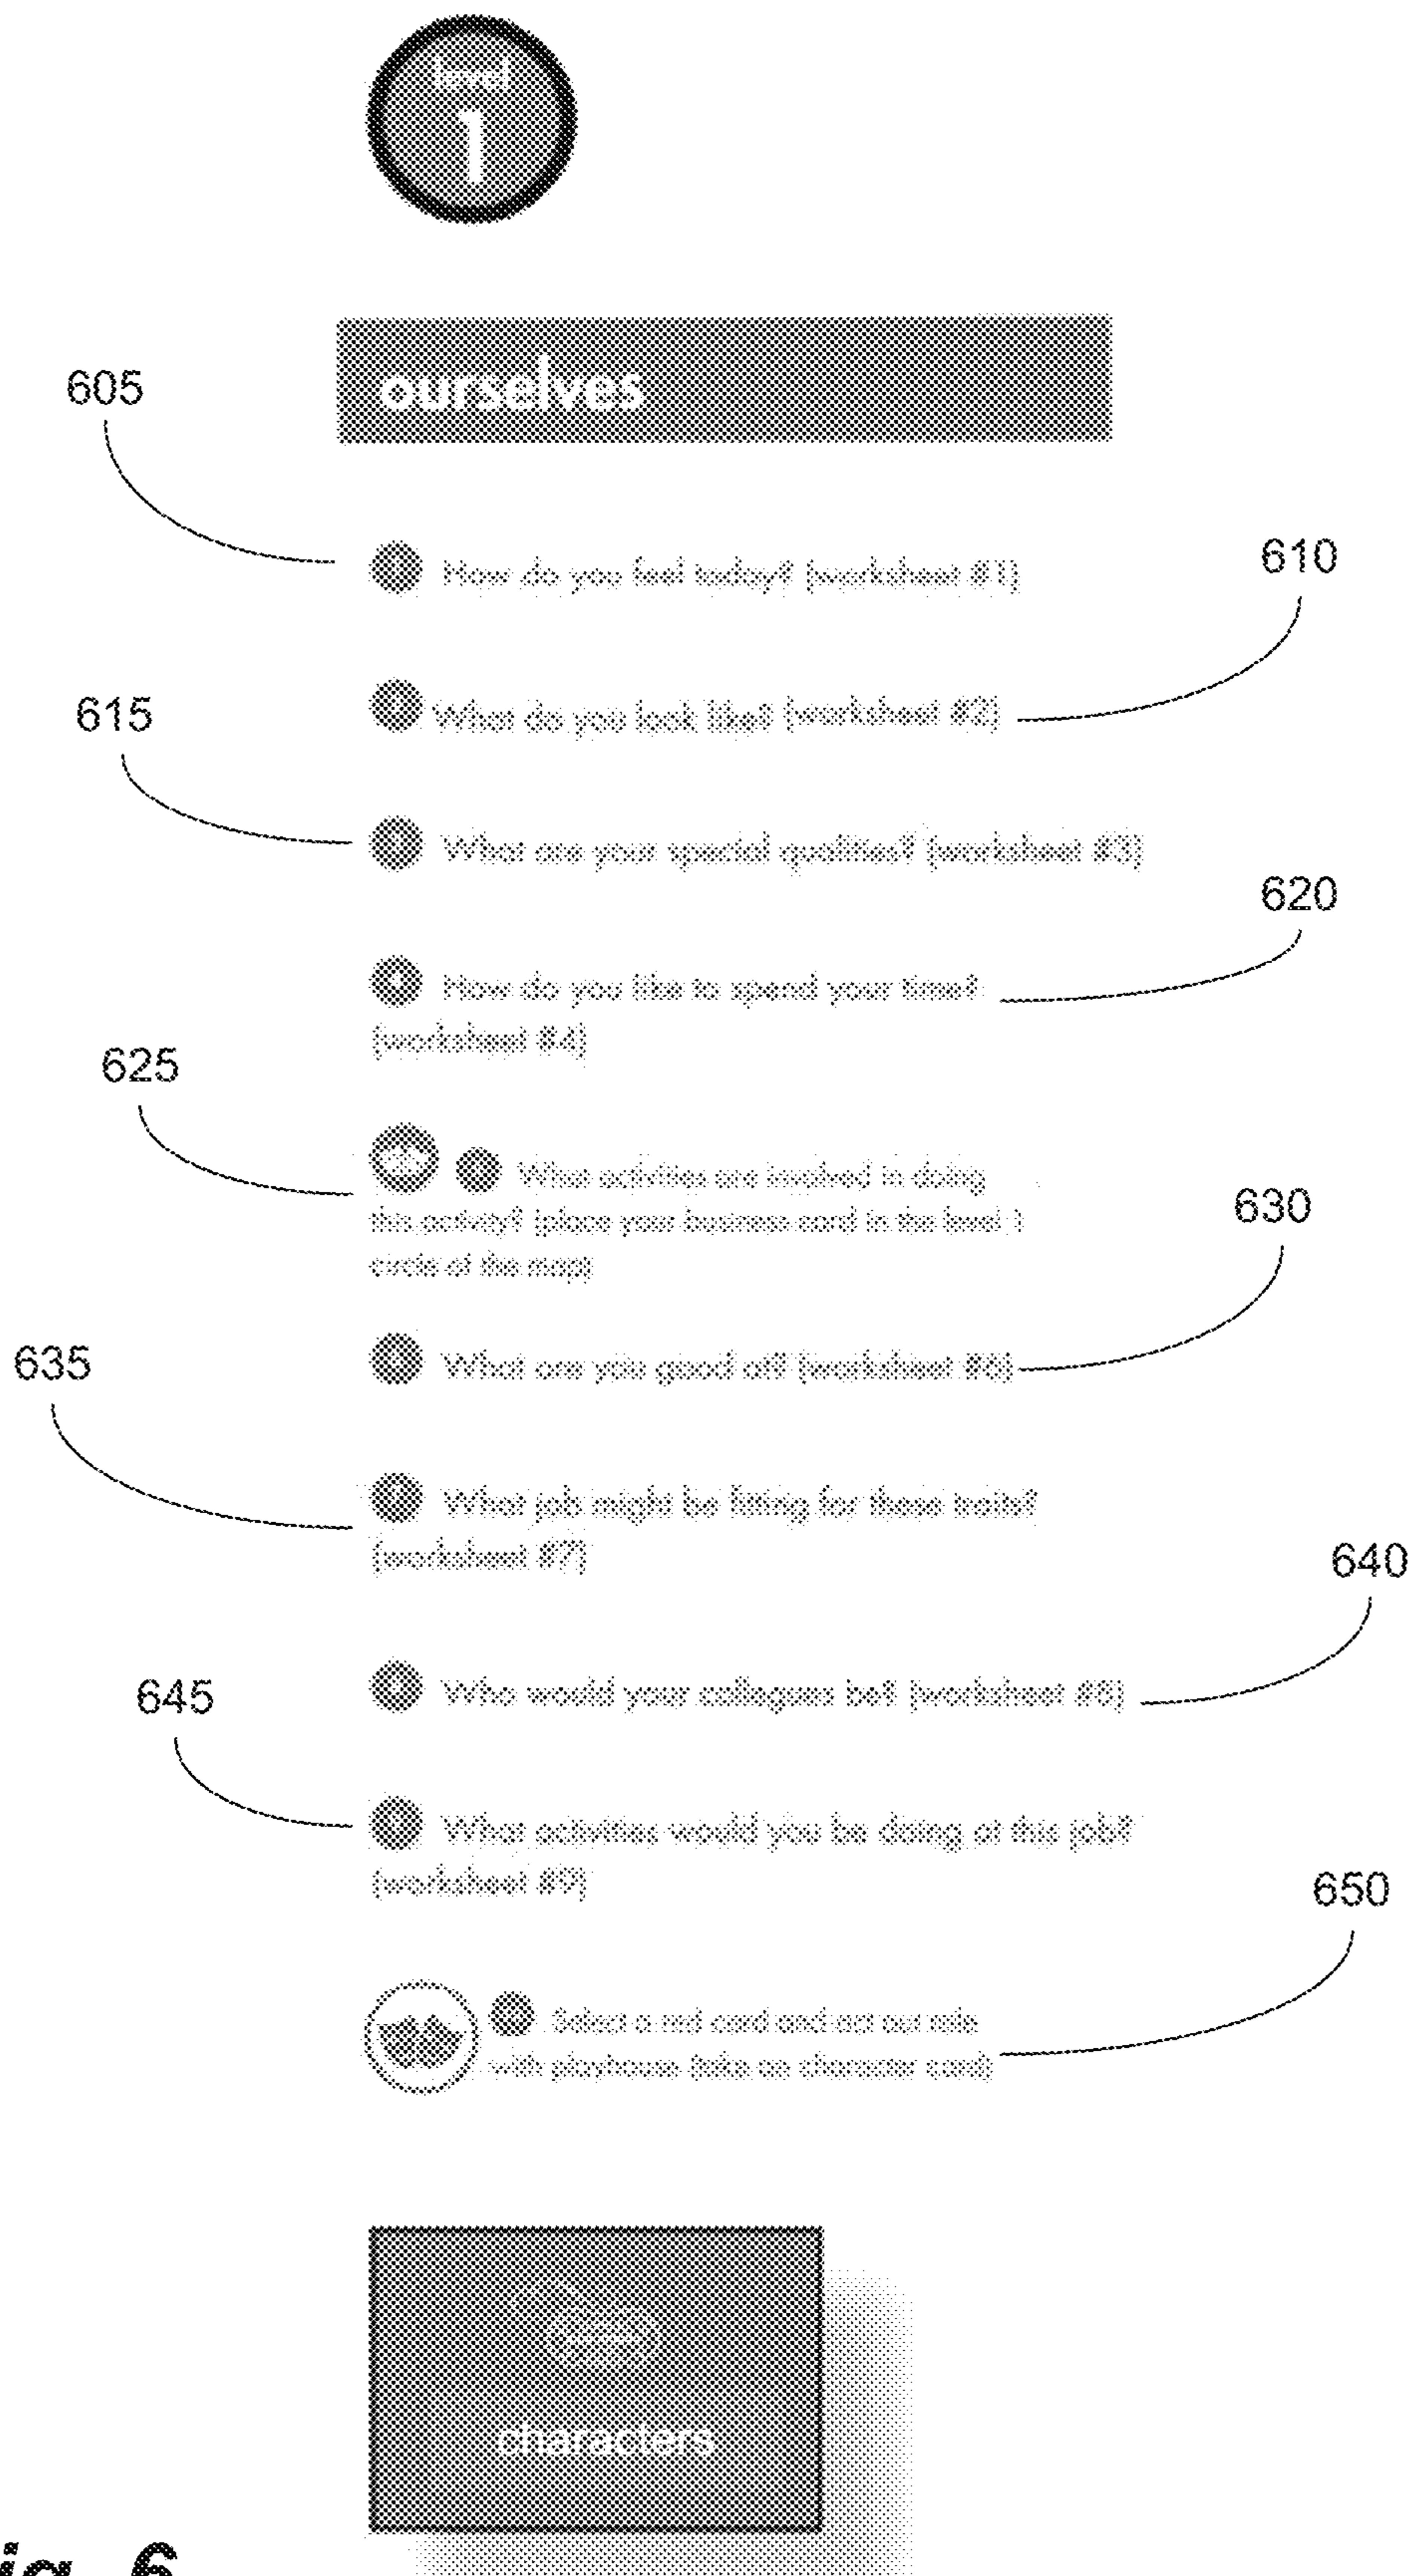 level
1
ourselves
605
How do you feel today? (worksheet #1)
610
What do you look like? (worksheet #2)
615
What are your special qualities? (worksheet #3)
620
4 How do you like to spend your time?
(worksheet #4)
625
What activities are involved in doing
this activity? (place your business card in the level 1
circle of the map)
630
What are you good at? (worksheet #6)
635
7 What job might be fitting for these traits?
(worksheet #7)
640
Who would your collegues be? (worksheet #8)
645
What activities would you be doing at this job?
(worksheet #9)
650
Select a red card and act out role
with playhouse (take on character card)
characters
ig. 6